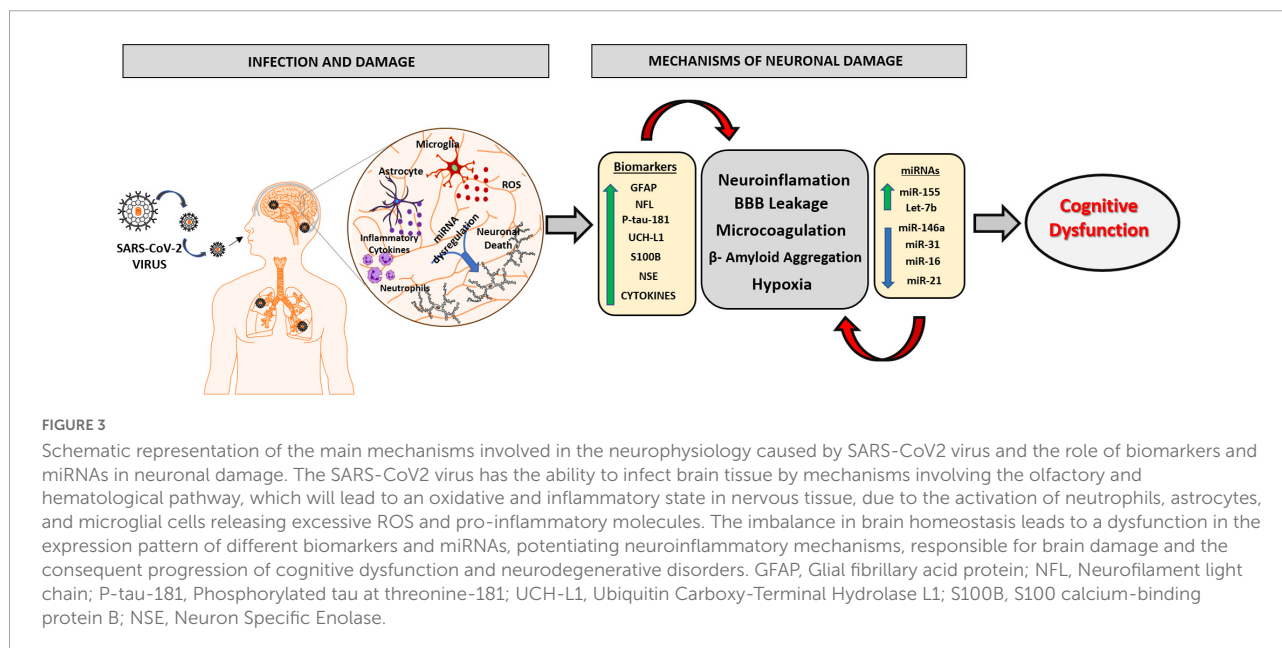 INFECTION AND DAMAGE
MECHANISMS OF NEURONAL DAMAGE
SARS-CoV-2
VIRUS
Microglia
Astrocyte
ROS
Inflammatory
Cytokines
Neutrophils
miRNA
dysregulation
Neuronal
Death
Biomarkers
GFAP
NFL
P-tau-181
UCH-L1
S100B
NSE
CYTOKINES
Neuroinflamation
BBB Leakage
Microcoagulation
β- Amyloid Aggregation
Hypoxia
miRNAs
miR-155
Let-7b
miR-146a
miR-31
miR-16
miR-21
Cognitive
Dysfunction
FIGURE 3
Schematic representation of the main mechanisms involved in the neurophysiology caused by SARS-CoV2 virus and the role of biomarkers and
miRNAs in neuronal damage. The SARS-CoV2 virus has the ability to infect brain tissue by mechanisms involving the olfactory and
hematological pathway, which will lead to an oxidative and inflammatory state in nervous tissue, due to the activation of neutrophils, astrocytes,
and microglial cells releasing excessive ROS and pro-inflammatory molecules. The imbalance in brain homeostasis leads to a dysfunction in the
expression pattern of different biomarkers and miRNAs, potentiating neuroinflammatory mechanisms, responsible for brain damage and the
consequent progression of cognitive dysfunction and neurodegenerative disorders. GFAP, Glial fibrillary acid protein; NFL, Neurofilament light
chain; P-tau-181, Phosphorylated tau at threonine-181; UCH-L1, Ubiquitin Carboxy-Terminal Hydrolase L1; S100B, S100 calcium-binding
protein B; NSE, Neuron Specific Enolase.